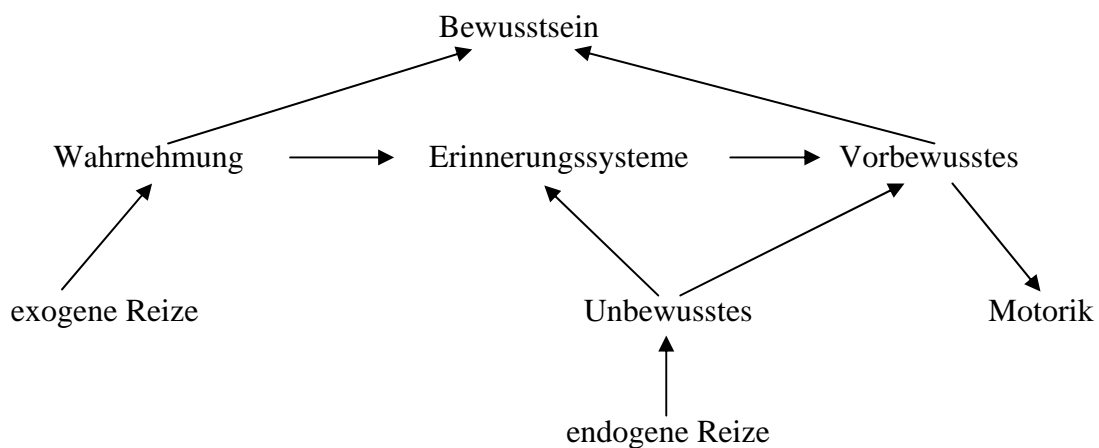 Bewusstsein
Wahrnehmung Erinnerungssysteme Vorbewusstes
exogene Reize Unbewusstes Motorik
endogene Reize